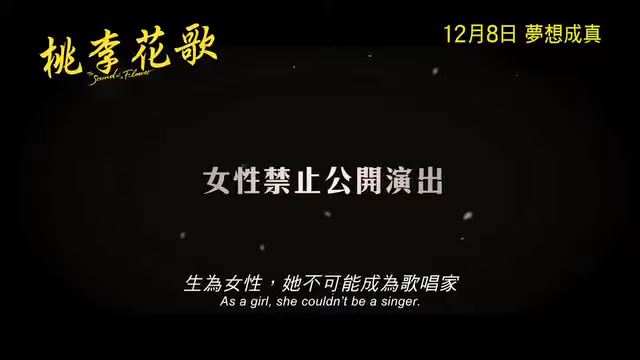 桃李花歌
The Sound of a Flower
12月8日 夢想成真
女性禁止公開演出
生為女性，她不可能成為歌唱家
As a girl, she couldn't be a singer.